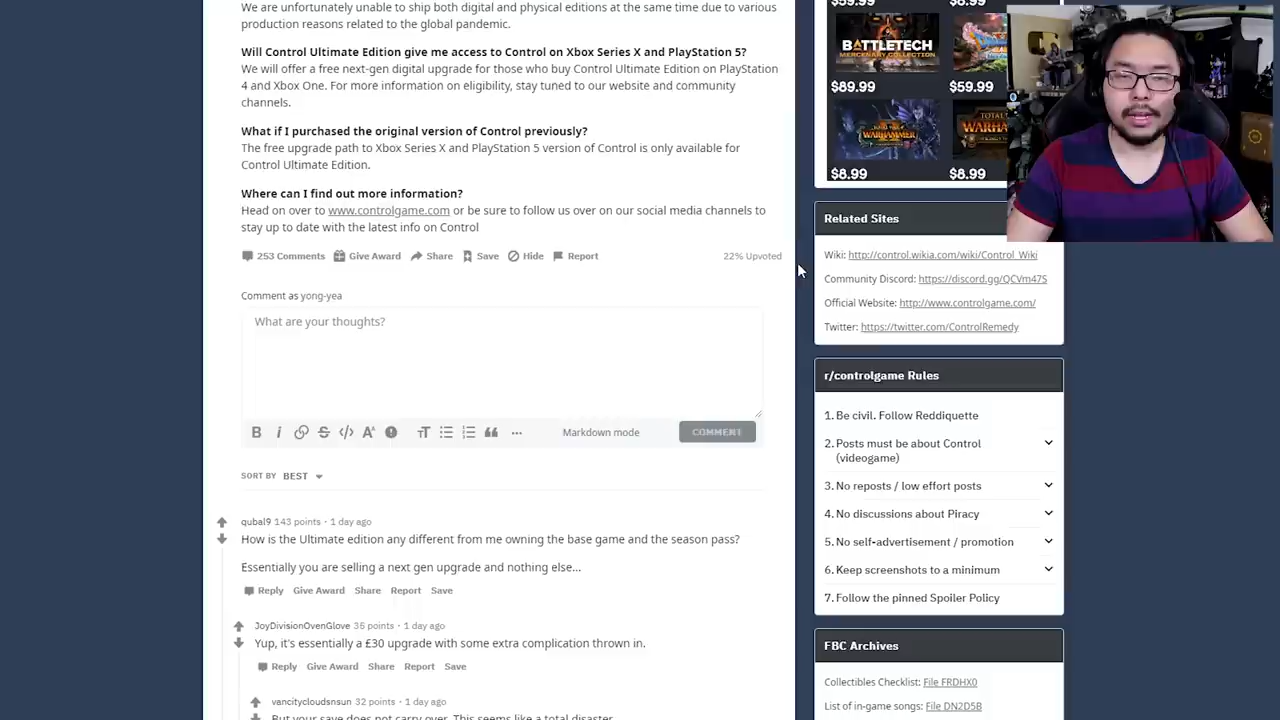 We are unfortunately unable to ship both digital and physical editions at the same time due to various
production reasons related to the global pandemic.
Will Control Ultimate Edition give me access to Control on Xbox Series X and PlayStation 5?
We will offer a free next-gen digital upgrade for those who buy Control Ultimate Edition on PlayStation
4 and Xbox One. For more information on eligibility, stay tuned to our website and community
channels.
What if I purchased the original version of Control previously?
The free upgrade path to Xbox Series X and PlayStation 5 version of Control is only available for
Control Ultimate Edition.
Where can I find out more information?
Head on over to www.controlgame.com or be sure to follow us over on our social media channels to
stay up to date with the latest info on Control
253 Comments Give Award Share Save Hide Report 22% Upvoted
Comment as yong-yea
What are your thoughts?
B i Markdown mode COMMENT
SORT BY BEST
qubal9 143 points · 1 day ago
How is the Ultimate edition any different from me owning the base game and the season pass?
Essentially you are selling a next gen upgrade and nothing else...
Reply Give Award Share Report Save
JoyDivisionOvenGlove 35 points · 1 day ago
Yup, it's essentially a £30 upgrade with some extra complication thrown in.
Reply Give Award Share Report Save
vancitycloudsnsun 32 points · 1 day ago
But your save does not carry over. This seems like a total disaster.
$59.99 $8.99
BATTLETECH
MERCENARY COLLECTION
$89.99 $59.99
TOTAL WAR
WARHAMMER
$8.99 $8.99
Related Sites
Wiki: http://control.wikia.com/wiki/Control_Wiki
Community Discord: https://discord.gg/QCVm47S
Official Website: http://www.controlgame.com/
Twitter: https://twitter.com/ControlRemedy
r/controlgame Rules
1. Be civil. Follow Reddiquette
2. Posts must be about Control
(videogame)
3. No reposts / low effort posts
4. No discussions about Piracy
5. No self-advertisement / promotion
6. Keep screenshots to a minimum
7. Follow the pinned Spoiler Policy
FBC Archives
Collectibles Checklist: File FRDHX0
List of in-game songs: File DN2D5B